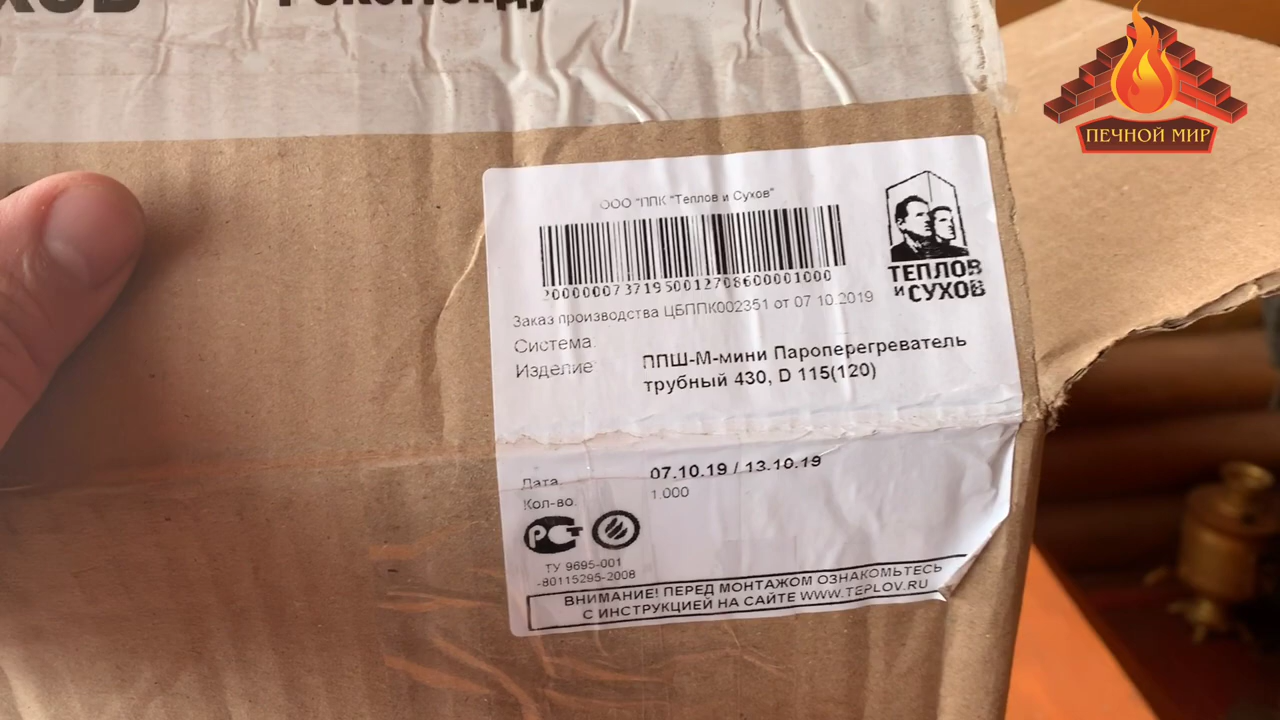 ПЕЧНОЙ МИР
ООО "ППК "Теплов и Сухов"
ТЕПЛОВ
и СУХОВ
Заказ производства ЦБППК002351 от 07 10.2019
Система:
Изделие:
ППШ-М-мини Пароперегреватель
трубный 430, D 115(120)
Дата
07.10.19 / 13.10.19
Кол-во:
1.000
РСТ
ТУ 9695-001
-80115295-2008
ВНИМАНИЕ! ПЕРЕД МОНТАЖОМ ОЗНАКОМЬТЕСЬ
С ИНСТРУКЦИЕЙ НА САЙТЕ WWW.TEPLOV.RU